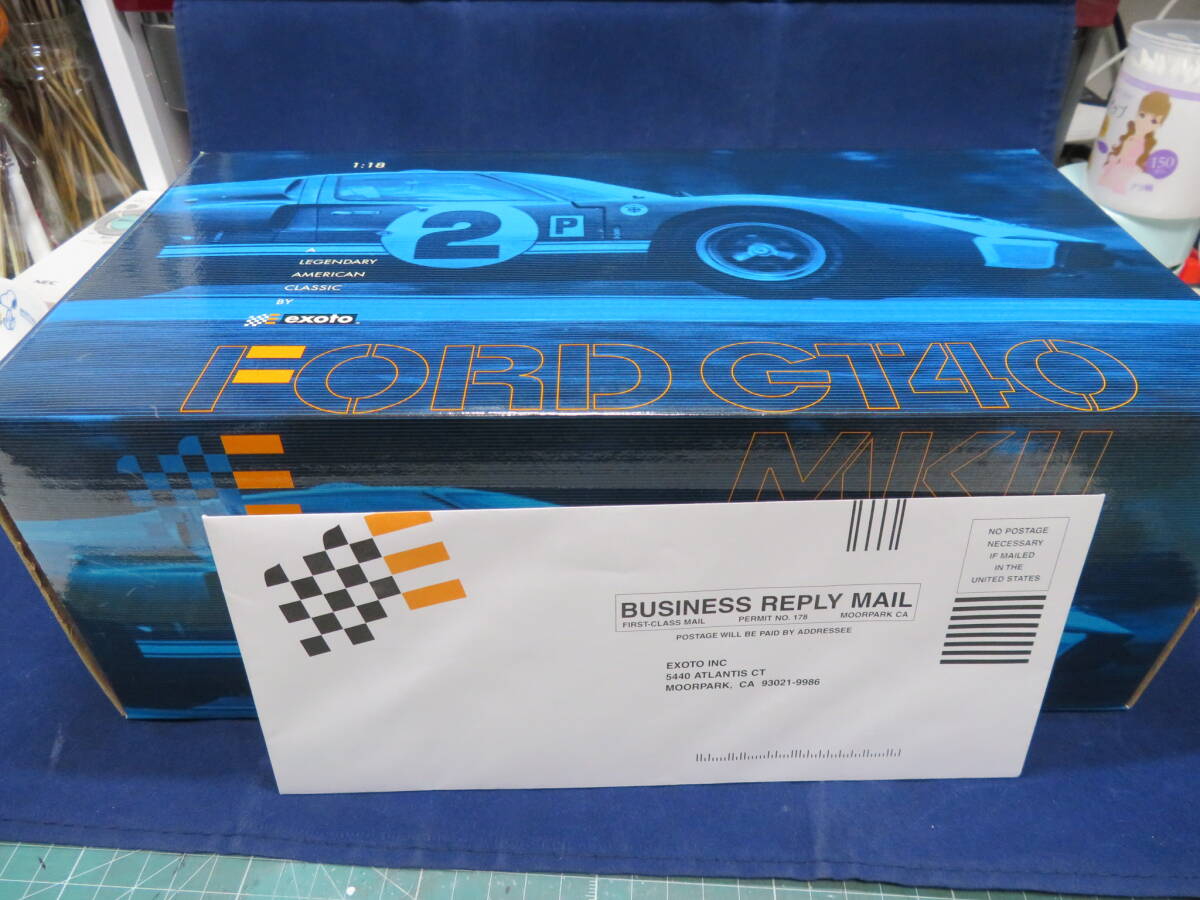 1:18
2
P
A
LEGENDARY
AMERICAN
CLASSIC
BY
exoto
FORD GT40
MKII
NO POSTAGE
NECESSARY
IF MAILED
IN THE
UNITED STATES
BUSINESS REPLY MAIL
FIRST-CLASS MAIL PERMIT NO. 178 MOORPARK CA
POSTAGE WILL BE PAID BY ADDRESSEE
EXOTO INC
5440 ATLANTIS CT
MOORPARK, CA 93021-9986
150
NEC